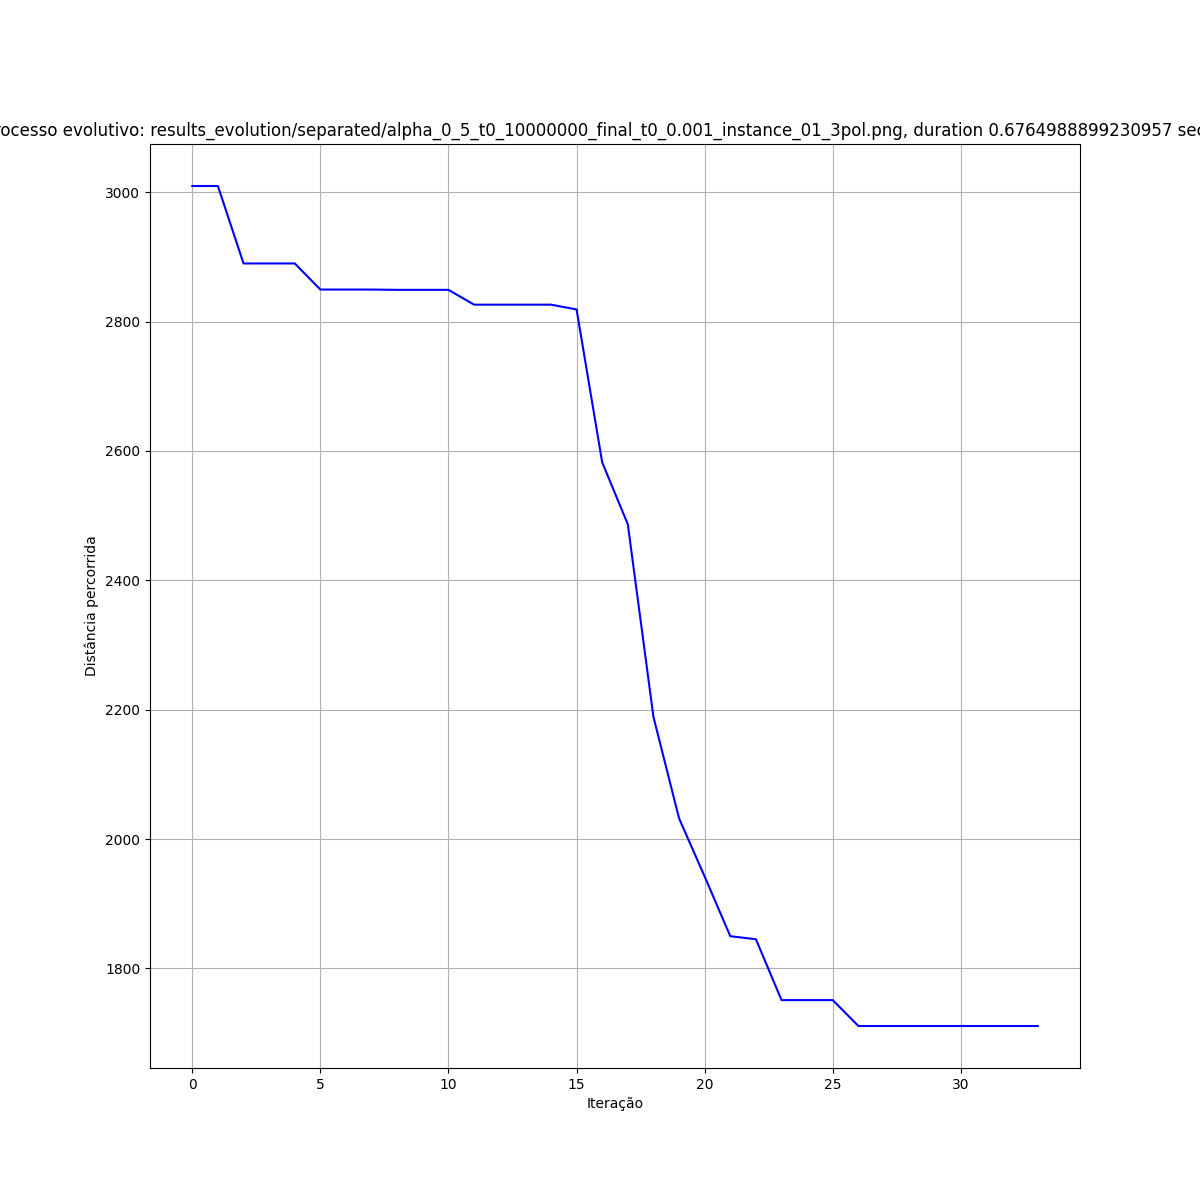 ocesso evolutivo: results_evolution/separated/alpha_0_5_t0_10000000_final_t0_0.001_instance_01_3pol.png, duration 0.6764988899230957 sec
3000
2800
2600
2400
2200
2000
1800
Distância percorrida
0 5 10 15 20 25 30
Iteração